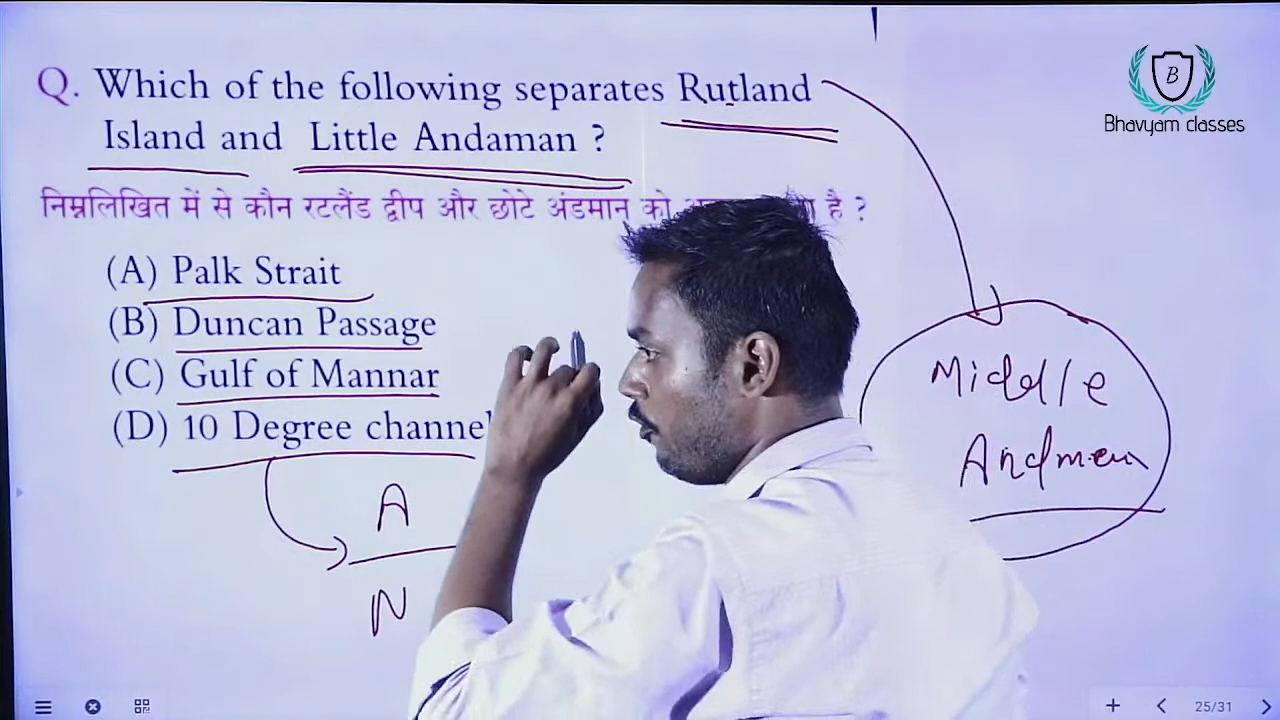 Q. Which of the following separates Rutland
Island and Little Andaman ?
निम्नलिखित में से कौन रटलैंड द्वीप और छोटे अंडमान को है ?
(A) Palk Strait
(B) Duncan Passage
(C) Gulf of Mannar
(D) 10 Degree channel
A
N
Middle
Andman
B
Bhavyam classes
25/31